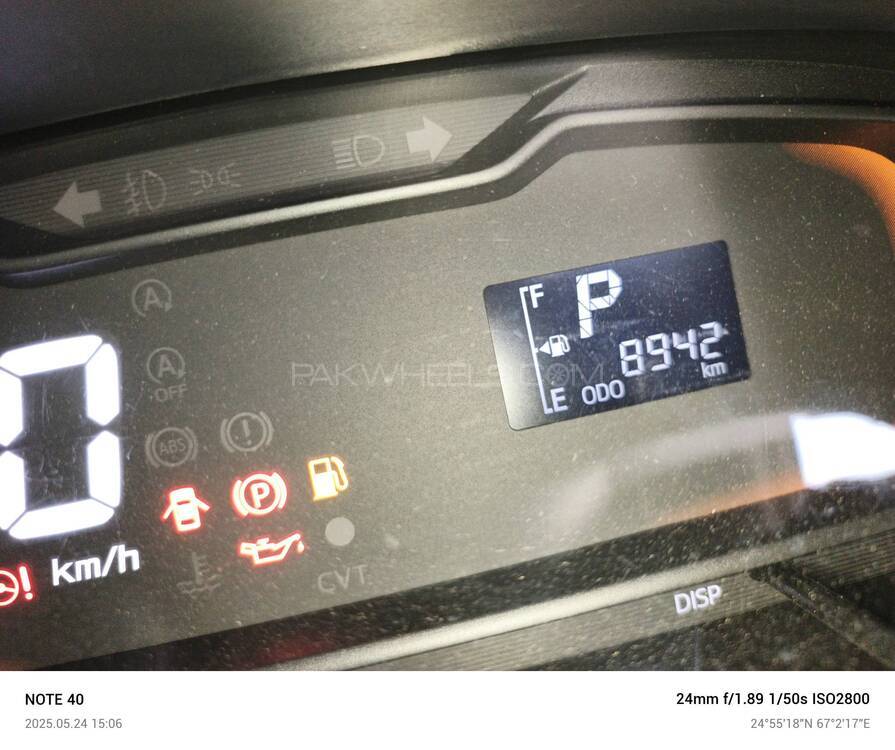 A
A
OFF
F
P
8942
km
E ODO
PAKWHEELS.COM
0
ABS
!
P
!
km/h
CVT
DISP
NOTE 40
24mm f/1.89 1/50s ISO2800
2025.05.24 15:06
24°55'18"N 67°2'17"E